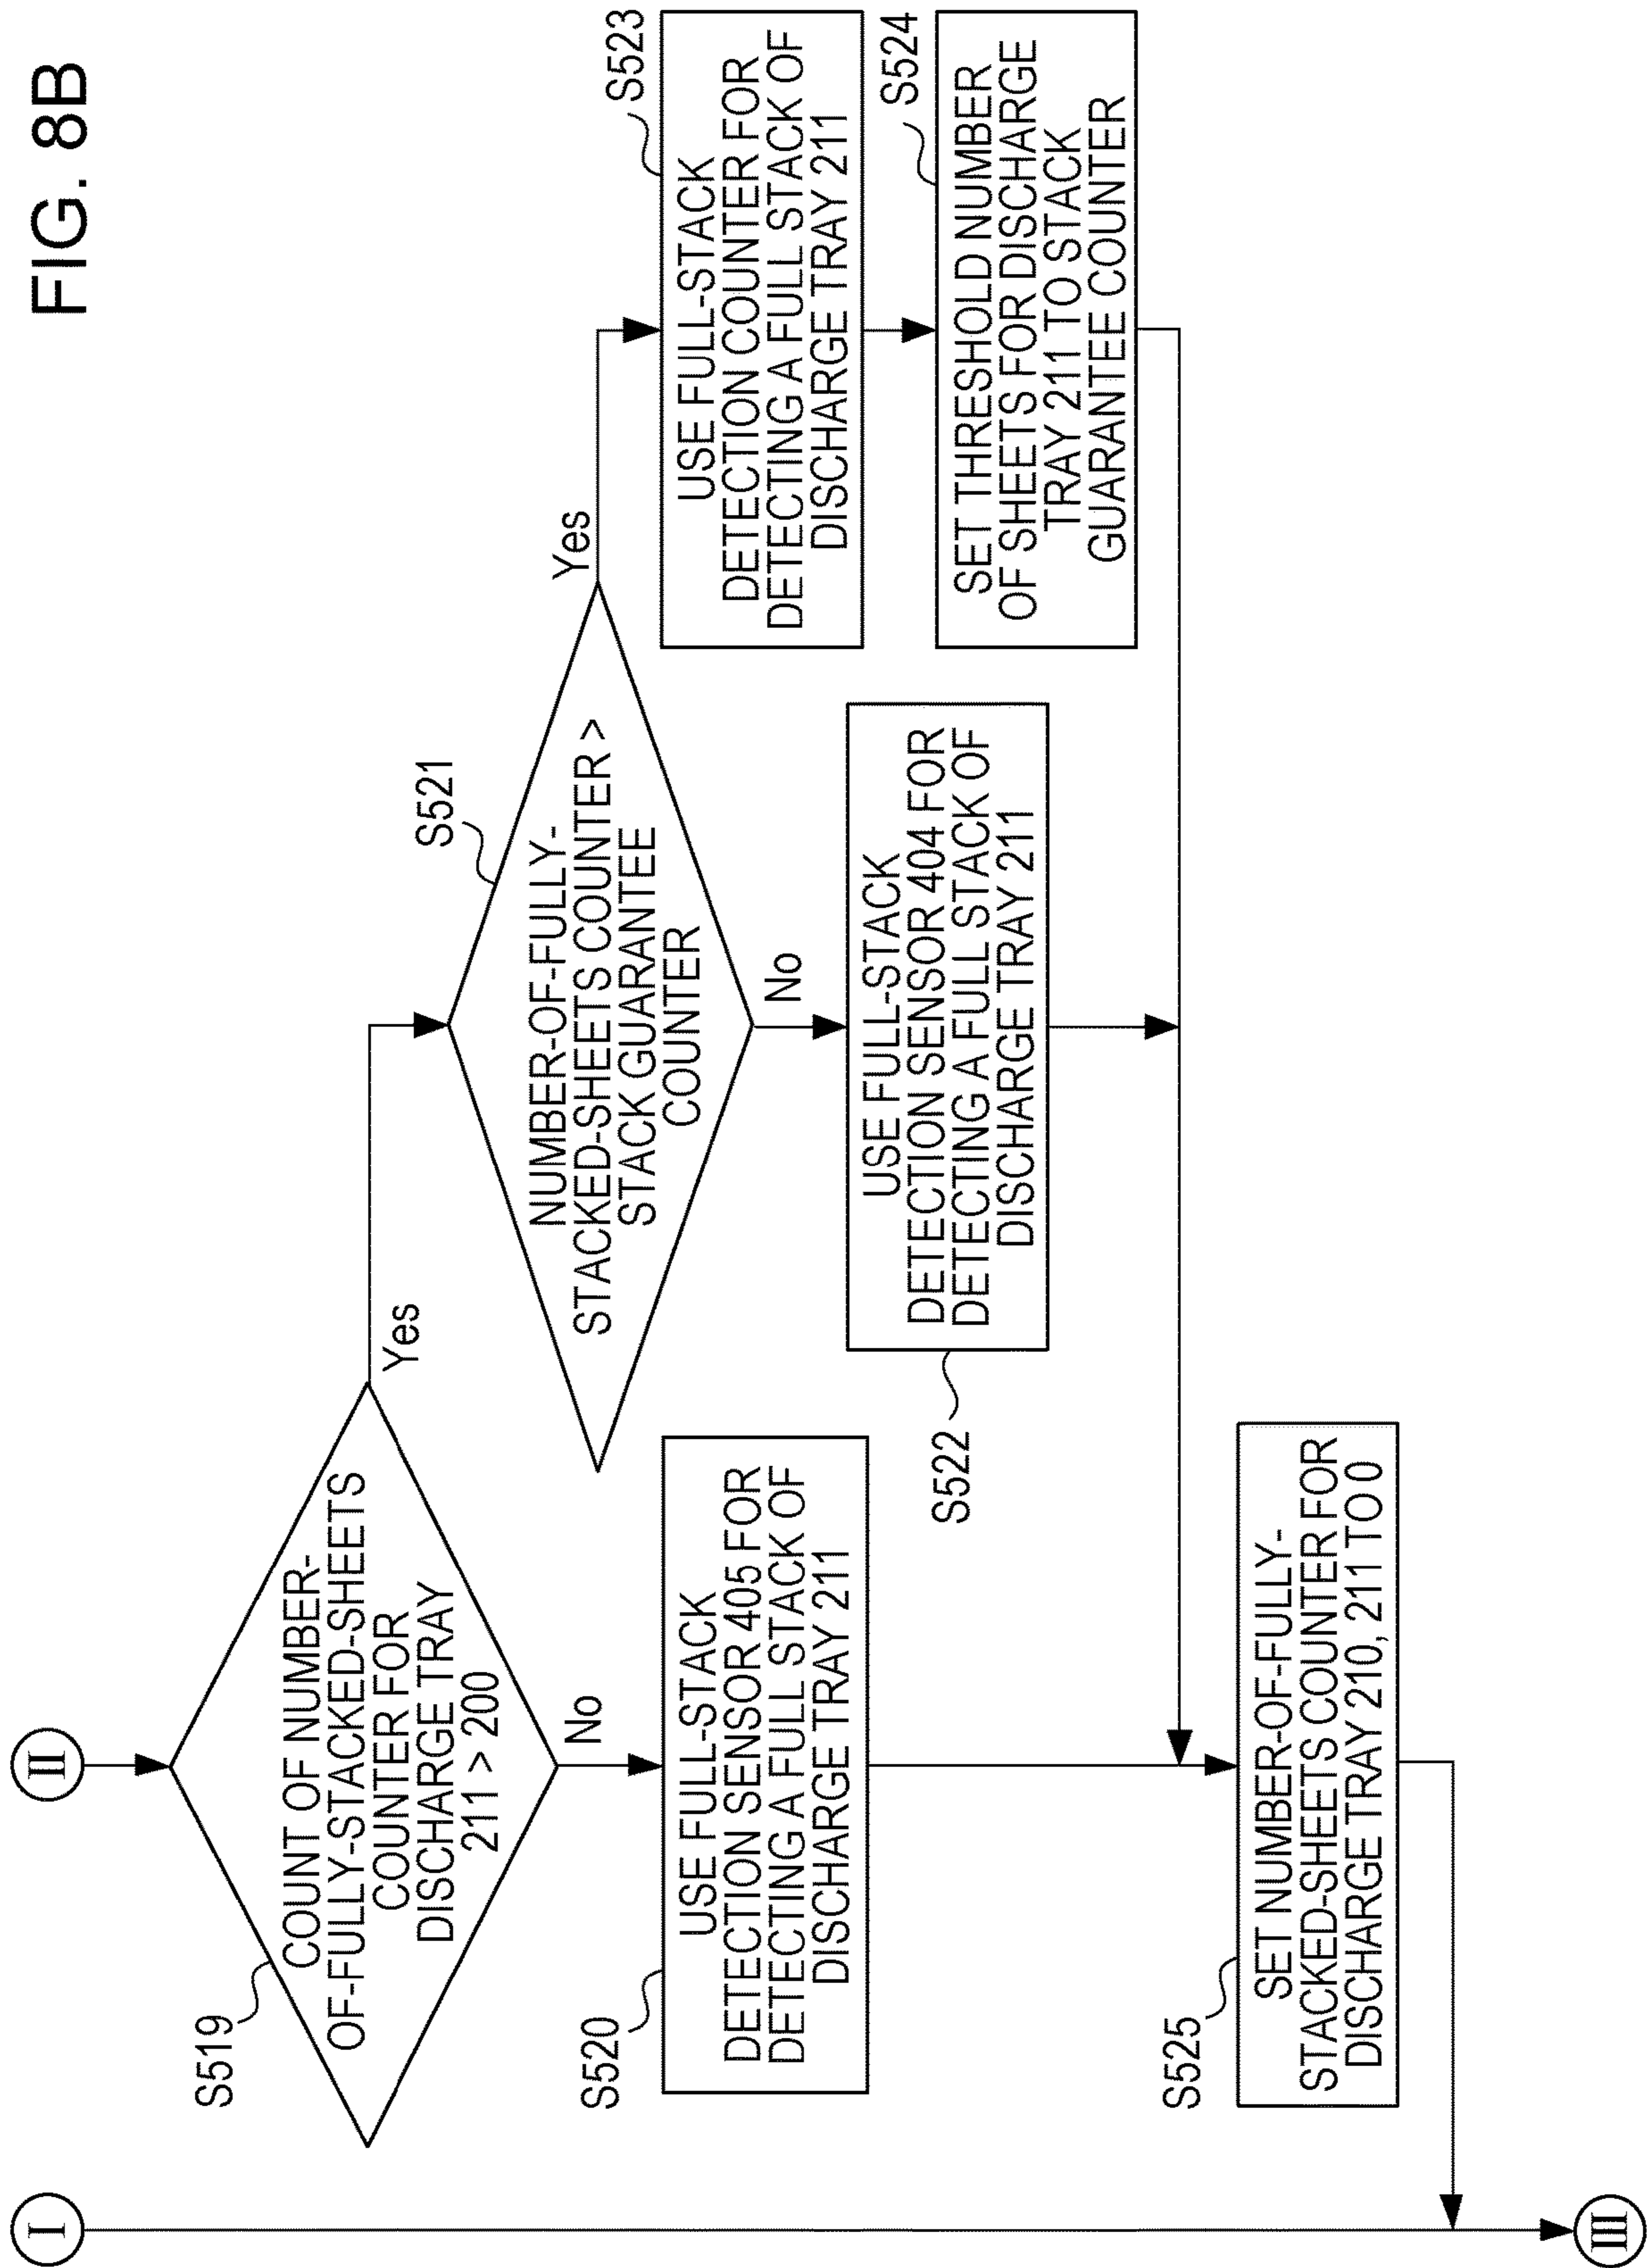 FIG. 8B
I
II
S519
COUNT OF NUMBER-
OF-FULLY-STACKED-SHEETS
COUNTER FOR
DISCHARGE TRAY
211 > 200
Yes
No
S520
USE FULL-STACK
DETECTION SENSOR 405 FOR
DETECTING A FULL STACK OF
DISCHARGE TRAY 211
S521
NUMBER-OF-FULLY-
STACKED-SHEETS COUNTER >
STACK GUARANTEE
COUNTER
Yes
No
S522
USE FULL-STACK
DETECTION SENSOR 404 FOR
DETECTING A FULL STACK OF
DISCHARGE TRAY 211
S523
USE FULL-STACK
DETECTION COUNTER FOR
DETECTING A FULL STACK OF
DISCHARGE TRAY 211
S524
SET THRESHOLD NUMBER
OF SHEETS FOR DISCHARGE
TRAY 211 TO STACK
GUARANTEE COUNTER
S525
SET NUMBER-OF-FULLY-
STACKED-SHEETS COUNTER FOR
DISCHARGE TRAY 210, 211 TO 0
III